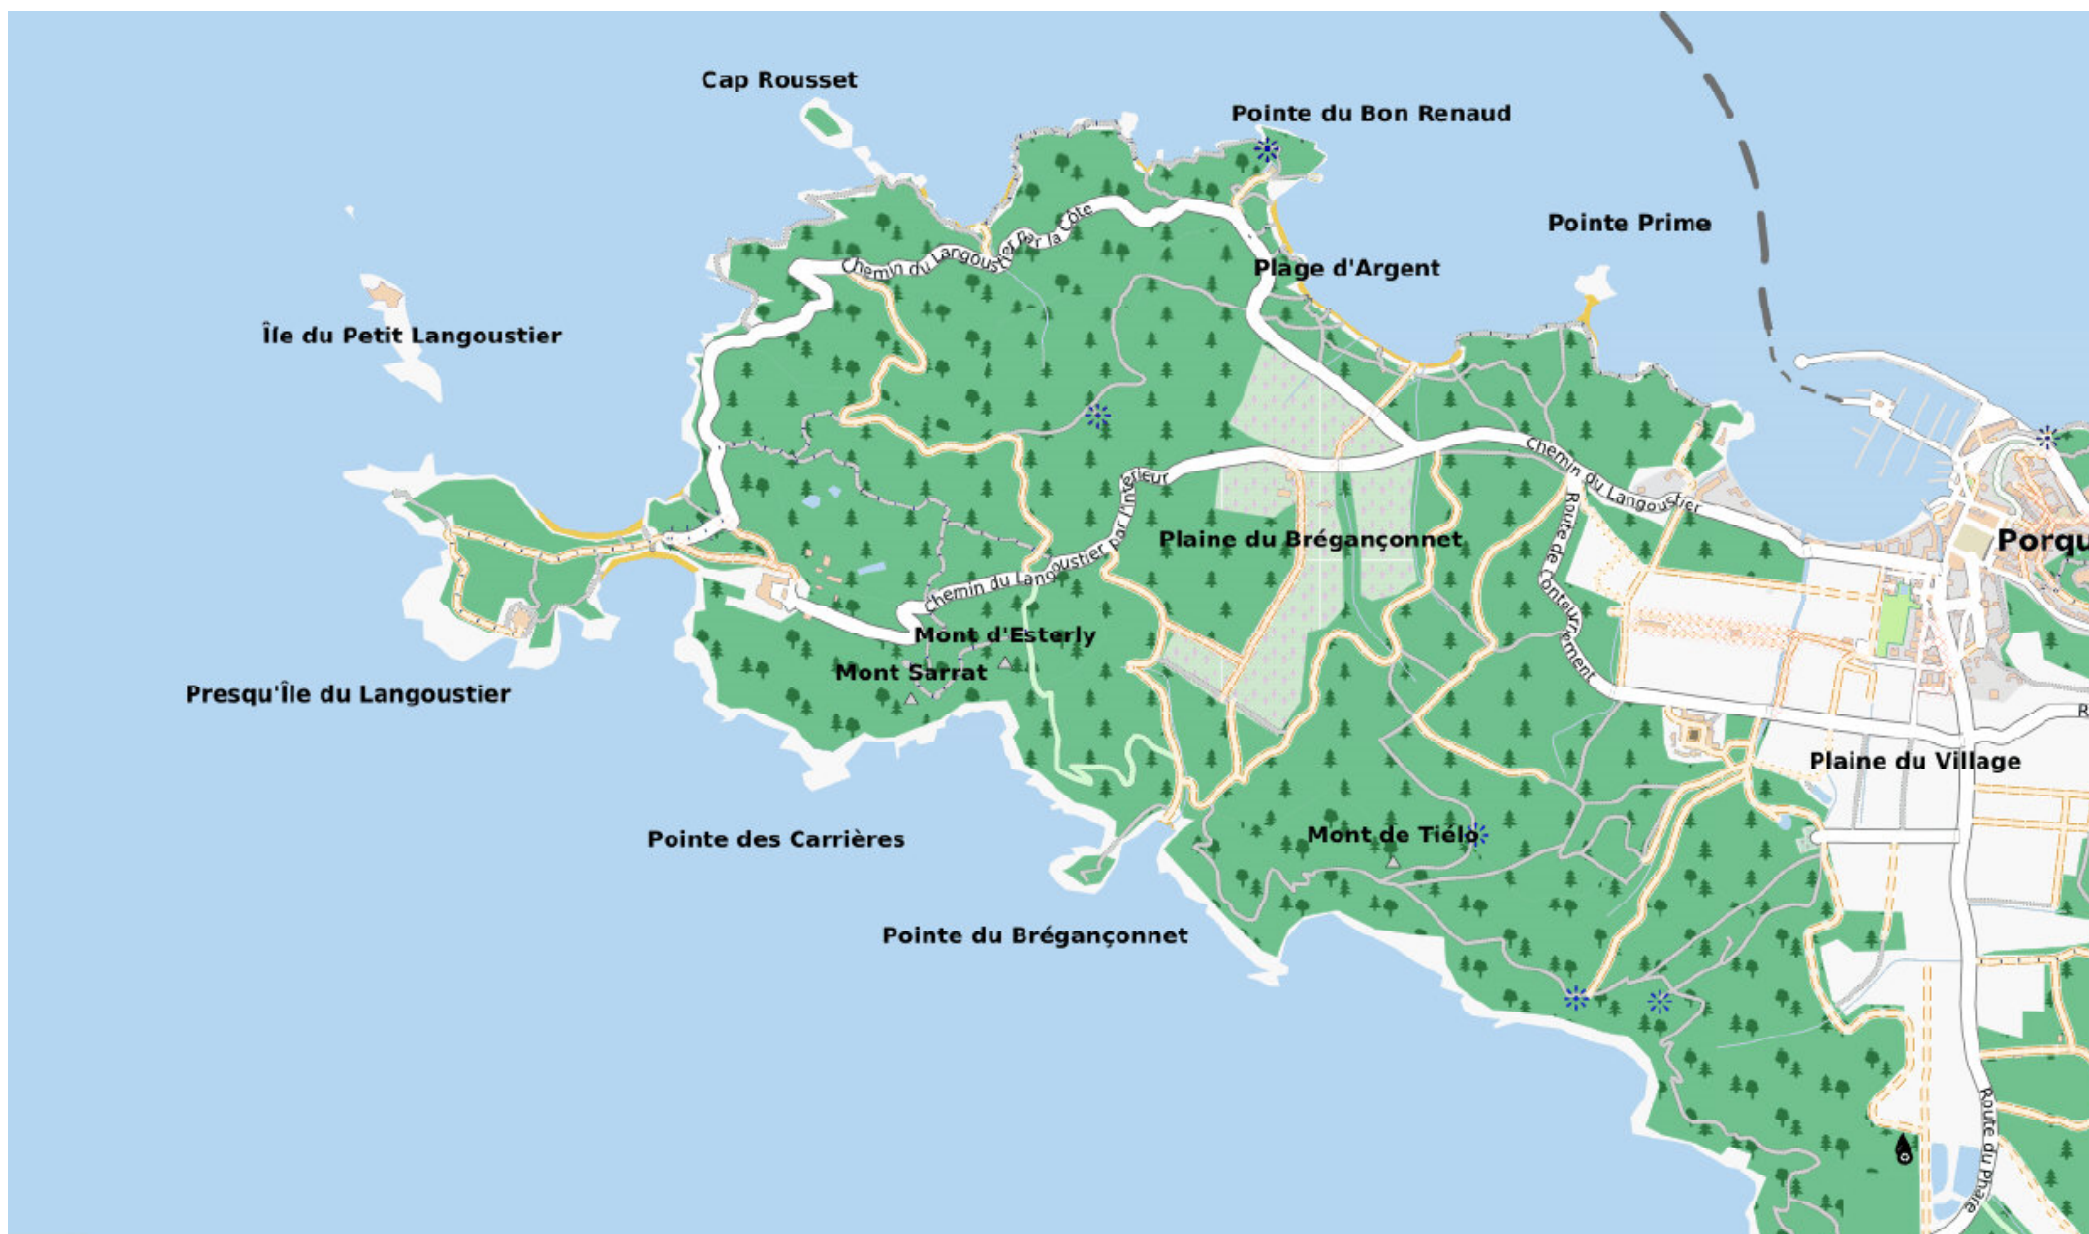 Cap Rousset
Pointe du Bon Renaud
Pointe Prime
Chemin du Langoustier par la Côte
Plage d'Argent
Île du Petit Langoustier
Chemin du Langoustier
Chemin du Langoustier par l'Intérieur
Route de Contournement
Plaine du Brégançonnet
Porqu
Mont d'Esterly
Mont Sarrat
Presqu'Île du Langoustier
R
Plaine du Village
Pointe des Carrières
Mont de Tiélo
Pointe du Brégançonnet
Route du Phare